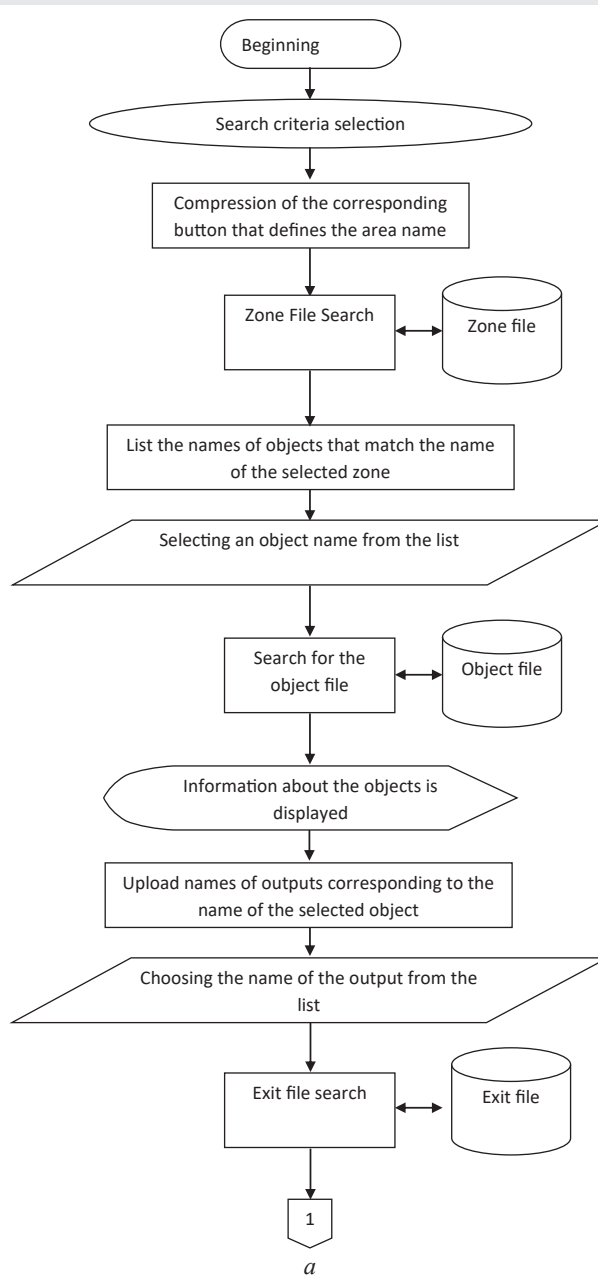 Beginning
Search criteria selection
Compression of the corresponding
button that defines the area name
Zone File Search
Zone file
List the names of objects that match the name
of the selected zone
Selecting an object name from the list
Search for the
object file
Object file
Information about the objects is
displayed
Upload names of outputs corresponding to the
name of the selected object
Choosing the name of the output from the
list
Exit file search
Exit file
1
a